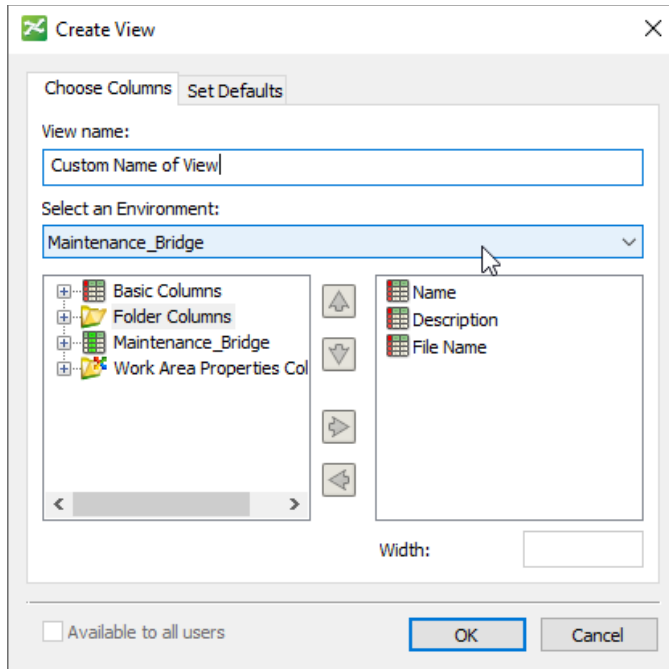 Create View
Choose Columns
Set Defaults
View name:
Custom Name of View
Select an Environment:
Maintenance_Bridge
Basic Columns
Folder Columns
Maintenance_Bridge
Work Area Properties Col
Name
Description
File Name
Width:
Available to all users
OK
Cancel